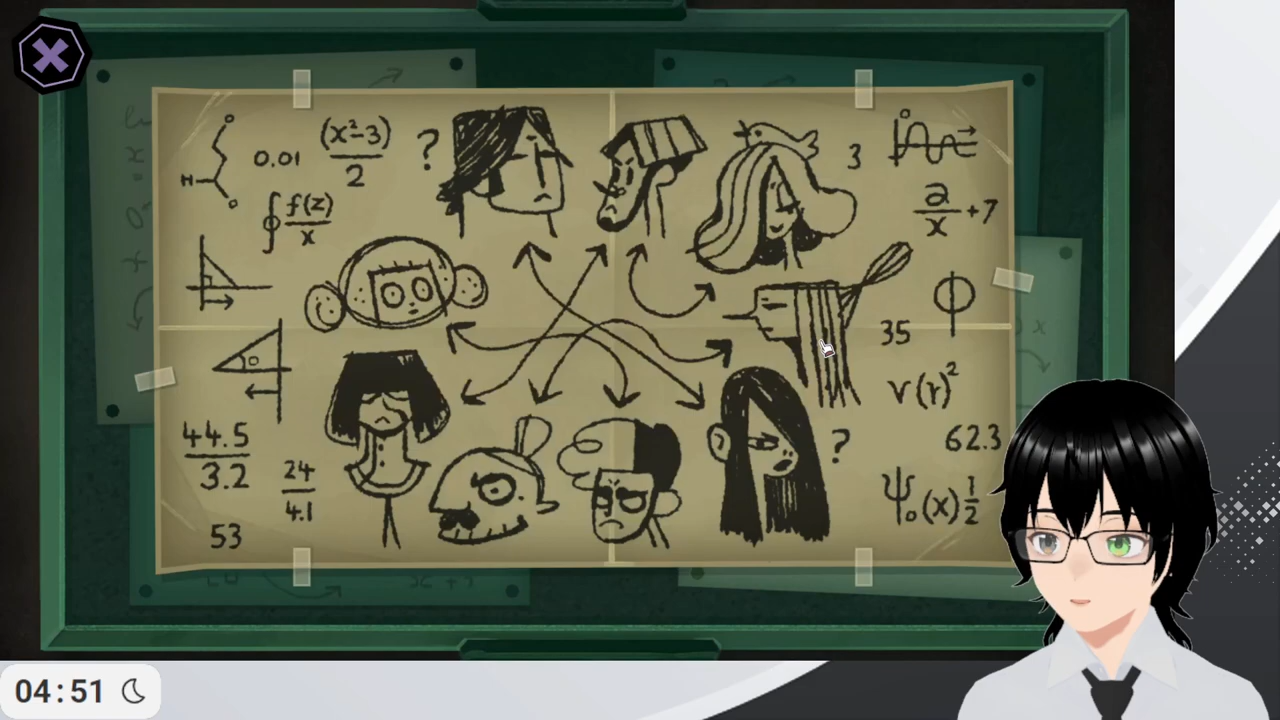 H
0.01
(x²-3)
2
?
∮ f(z)
x
3
a
x +7
35
ϕ
v(r)²
62.3
?
ψ₀(x) 1
2
44.5
3.2
24
4.1
53
04:51